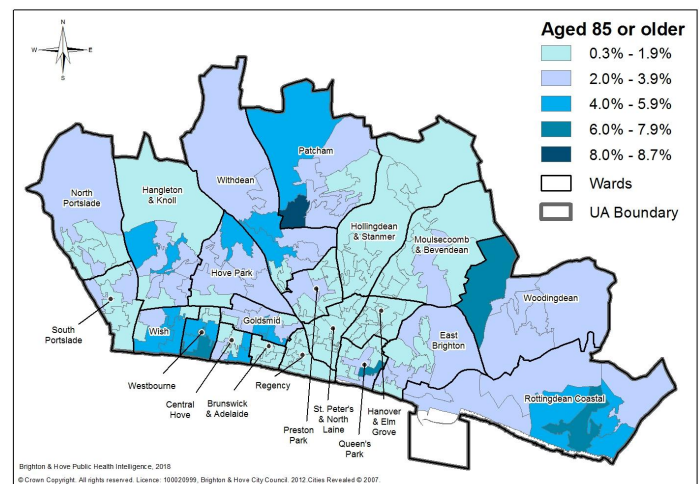 N
W
E
S
Aged 85 or older
0.3% - 1.9%
2.0% - 3.9%
4.0% - 5.9%
6.0% - 7.9%
8.0% - 8.7%
Wards
UA Boundary
Patcham
Withdean
North
Portslade
Hangleton
& Knoll
Hollingdean
& Stanmer
Moulsecoomb
& Bevendean
Hove Park
Woodingdean
Goldsmid
South
Portslade
Wish
East
Brighton
Westbourne
Central
Hove
Brunswick
& Adelaide
Regency
Preston
Park
St. Peter's
& North
Laine
Queen's
Park
Hanover
& Elm
Grove
Rottingdean Coastal
Brighton & Hove Public Health Intelligence, 2018
© Crown Copyright. All rights reserved. Licence: 100020999, Brighton & Hove City Council. 2012 Cities Revealed © 2007.